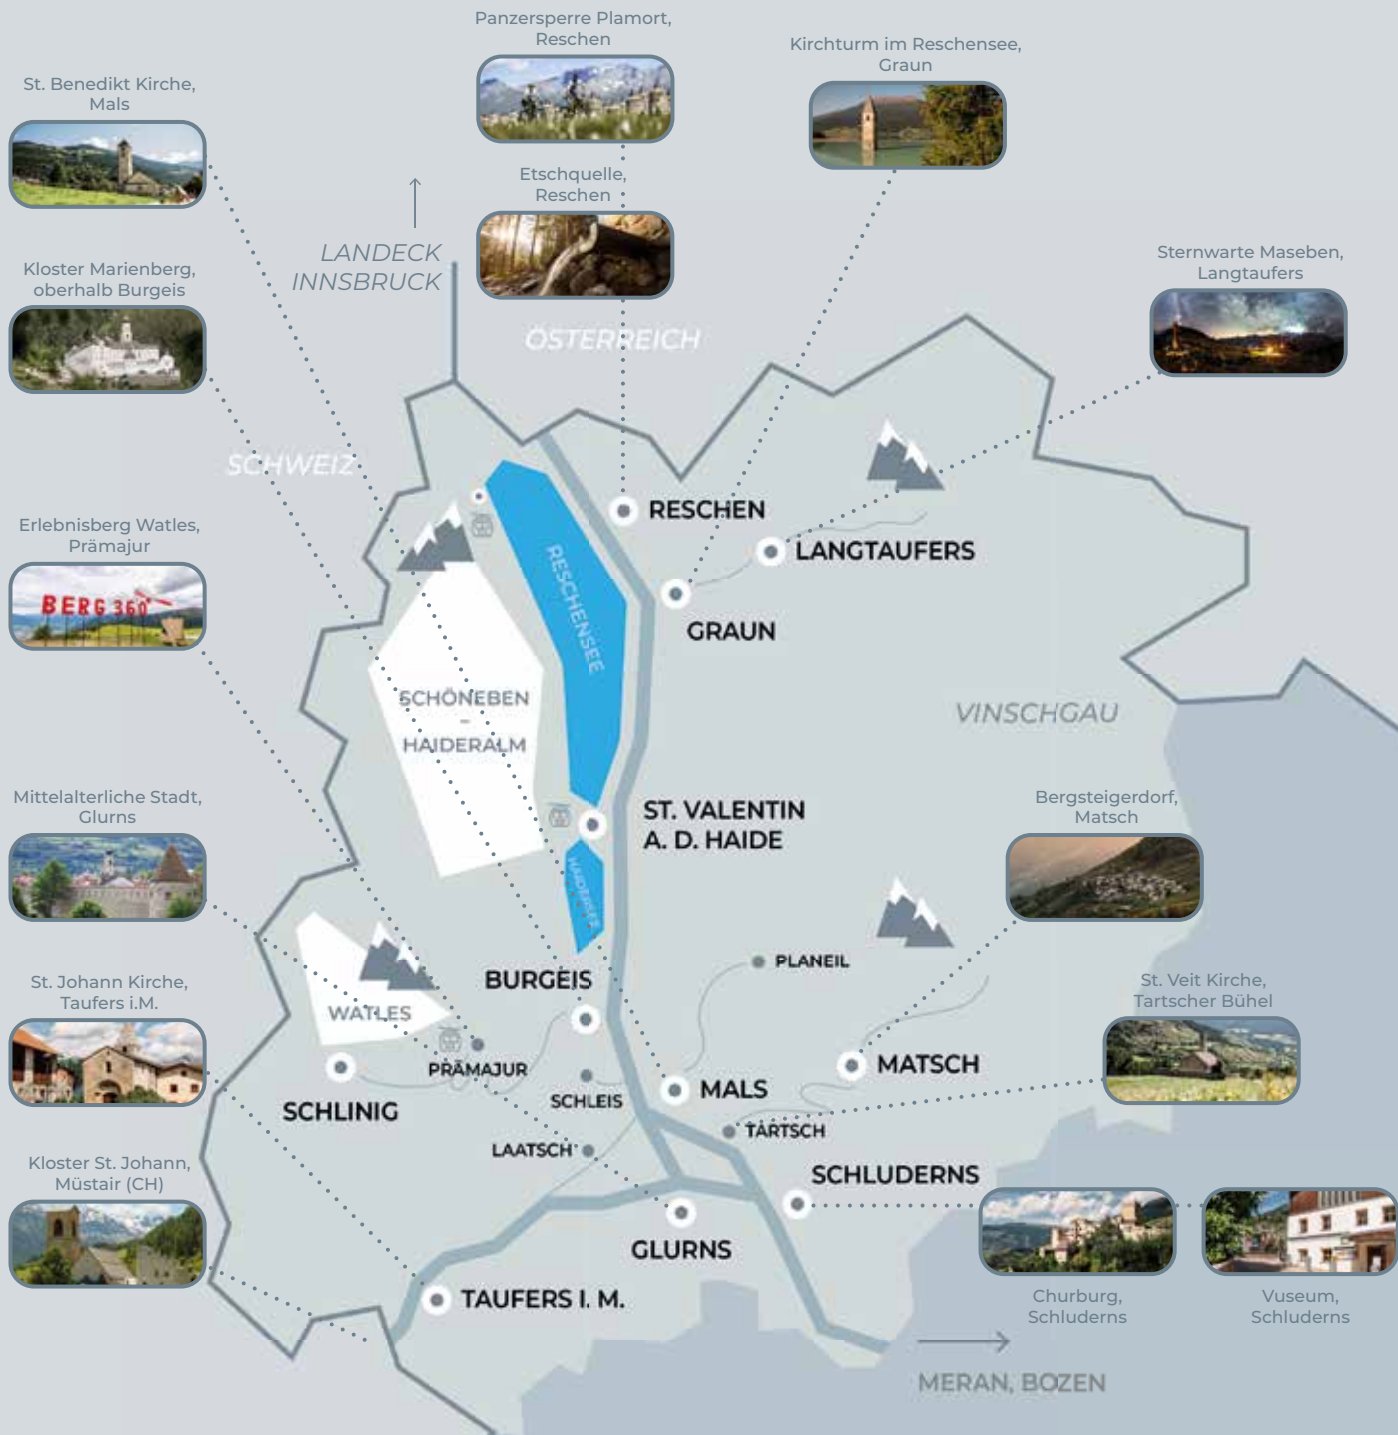 Panzersperre Plamort,
Reschen
Kirchturm im Reschensee,
Graun
St. Benedikt Kirche,
Mals
Etschquelle,
Reschen
LANDECK
INNSBRUCK
Sternwarte Maseben,
Langtaufers
Kloster Marienberg,
oberhalb Burgeis
ÖSTERREICH
SCHWEIZ
Erlebnisberg Watles,
Prämajur
BERG 360°
RESCHEN
LANGTAUFERS
RESCHENSEE
GRAUN
SCHÖNEBEN
–
HAIDERALM
VINSCHGAU
Mittelalterliche Stadt,
Glurns
ST. VALENTIN
A. D. HAIDE
Bergsteigerdorf,
Matsch
HAIDERSEE
PLANEIL
BURGEIS
St. Johann Kirche,
Taufers i.M.
St. Veit Kirche,
Tartscher Bühel
WATLES
PRÄMAJUR
MATSCH
SCHLINIG
SCHLEIS
MALS
TARTSCH
LAATSCH
Kloster St. Johann,
Müstair (CH)
SCHLUDERNS
GLURNS
TAUFERS I. M.
Churburg,
Schluderns
Vuseum,
Schluderns
MERAN, BOZEN